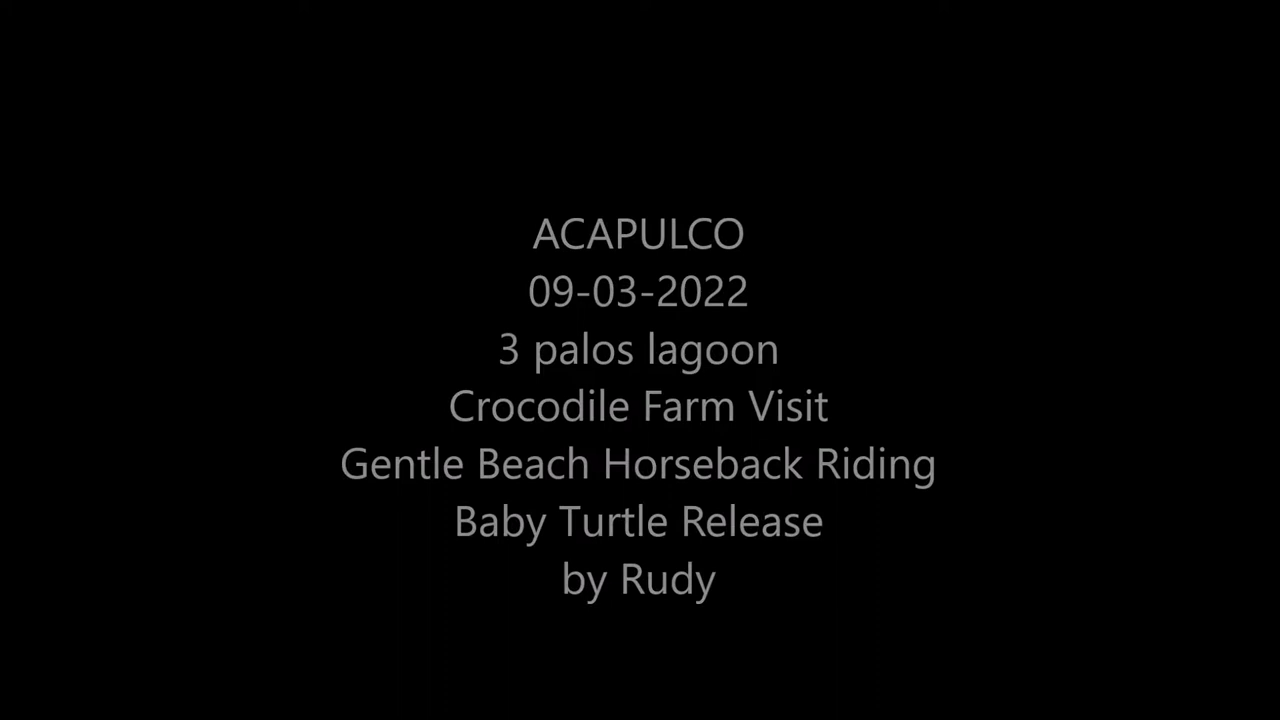 ACAPULCO
09-03-2022
3 palos lagoon
Crocodile Farm Visit
Gentle Beach Horseback Riding
Baby Turtle Release
by Rudy